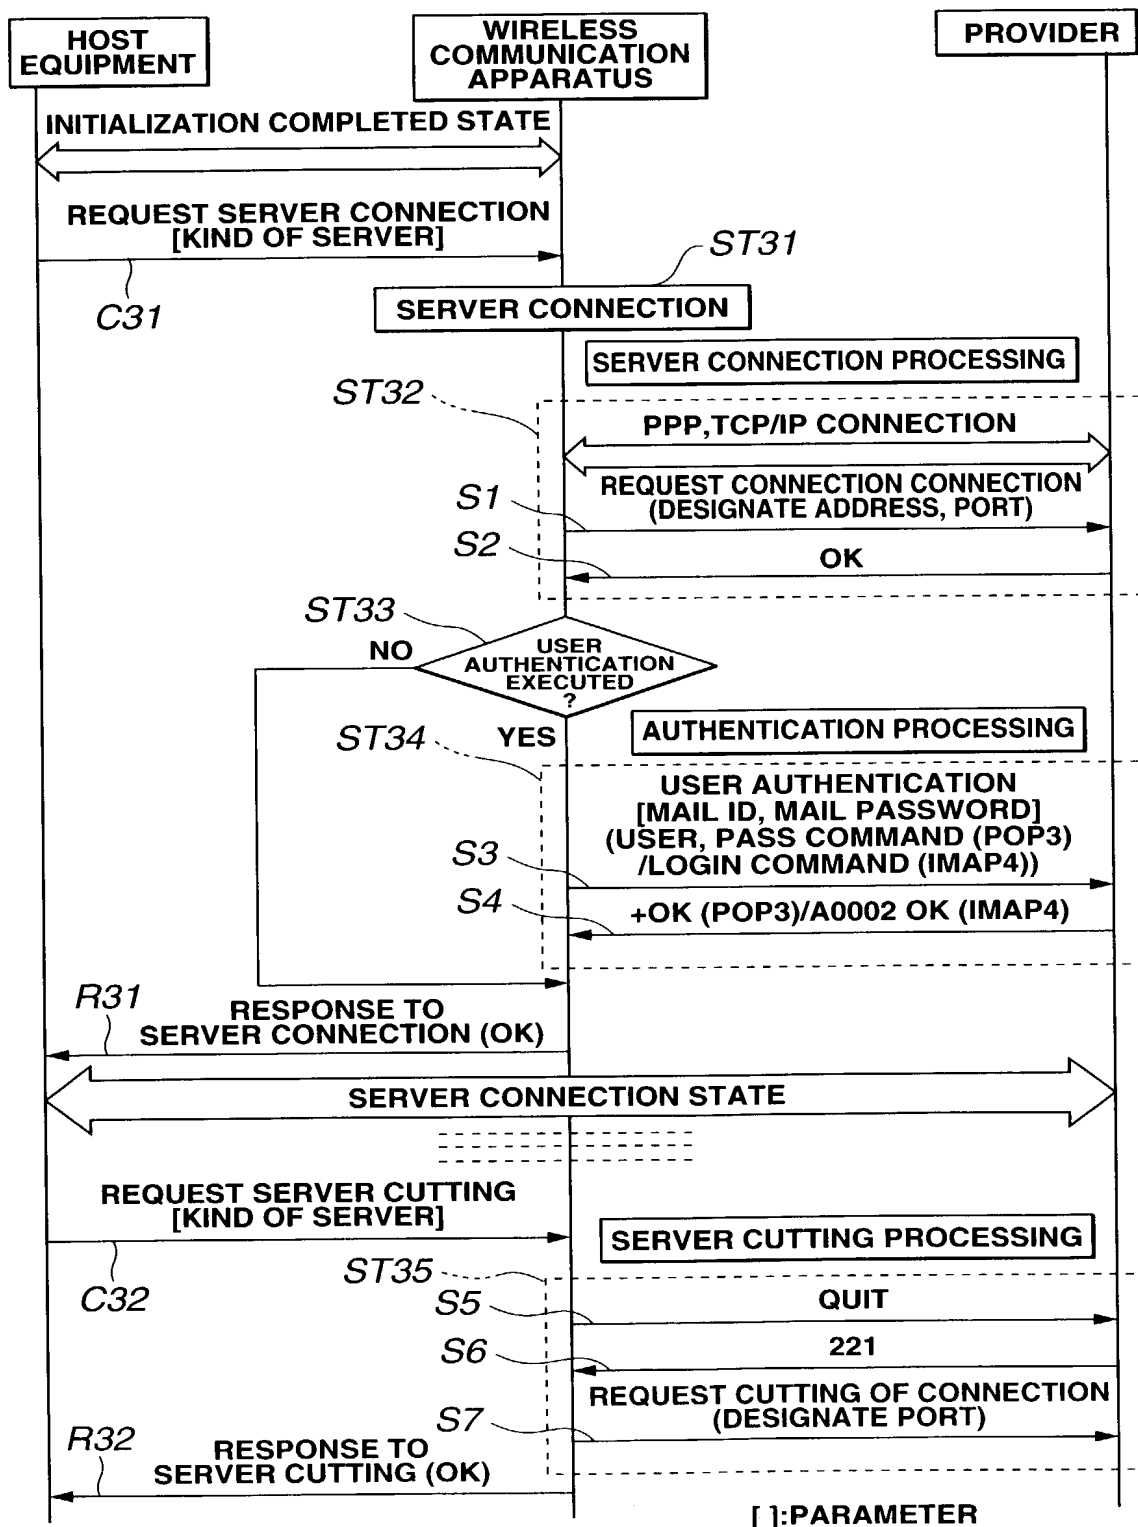 HOST
EQUIPMENT
WIRELESS
COMMUNICATION
APPARATUS
PROVIDER
INITIALIZATION COMPLETED STATE
REQUEST SERVER CONNECTION
[KIND OF SERVER]
C31
ST31
SERVER CONNECTION
SERVER CONNECTION PROCESSING
ST32
PPP,TCP/IP CONNECTION
REQUEST CONNECTION CONNECTION
(DESIGNATE ADDRESS, PORT)
S1
S2
OK
ST33
NO
USER
AUTHENTICATION
EXECUTED
?
YES
ST34
AUTHENTICATION PROCESSING
USER AUTHENTICATION
[MAIL ID, MAIL PASSWORD]
(USER, PASS COMMAND (POP3)
/LOGIN COMMAND (IMAP4))
S3
S4
+OK (POP3)/A0002 OK (IMAP4)
R31
RESPONSE TO
SERVER CONNECTION (OK)
SERVER CONNECTION STATE
REQUEST SERVER CUTTING
[KIND OF SERVER]
C32
SERVER CUTTING PROCESSING
ST35
S5
QUIT
S6
221
REQUEST CUTTING OF CONNECTION
(DESIGNATE PORT)
S7
R32
RESPONSE TO
SERVER CUTTING (OK)
[ ]:PARAMETER